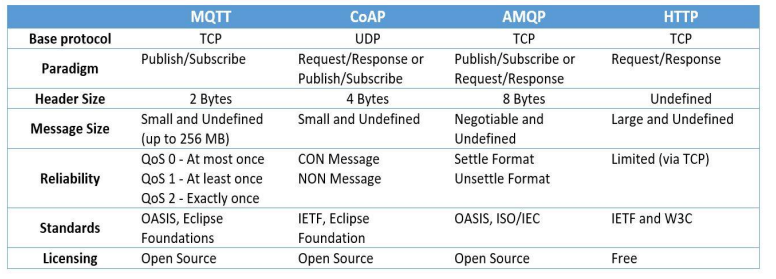 MQTT CoAP AMQP HTTP
Base protocol TCP UDP TCP TCP
Paradigm Publish/Subscribe Request/Response or Publish/Subscribe Publish/Subscribe or Request/Response Request/Response
Header Size 2 Bytes 4 Bytes 8 Bytes Undefined
Message Size Small and Undefined (up to 256 MB) Small and Undefined Negotiable and Undefined Large and Undefined
Reliability QoS 0 - At most once QoS 1 - At least once QoS 2 - Exactly once CON Message NON Message Settle Format Unsettle Format Limited (via TCP)
Standards OASIS, Eclipse Foundations IETF, Eclipse Foundation OASIS, ISO/IEC IETF and W3C
Licensing Open Source Open Source Open Source Free